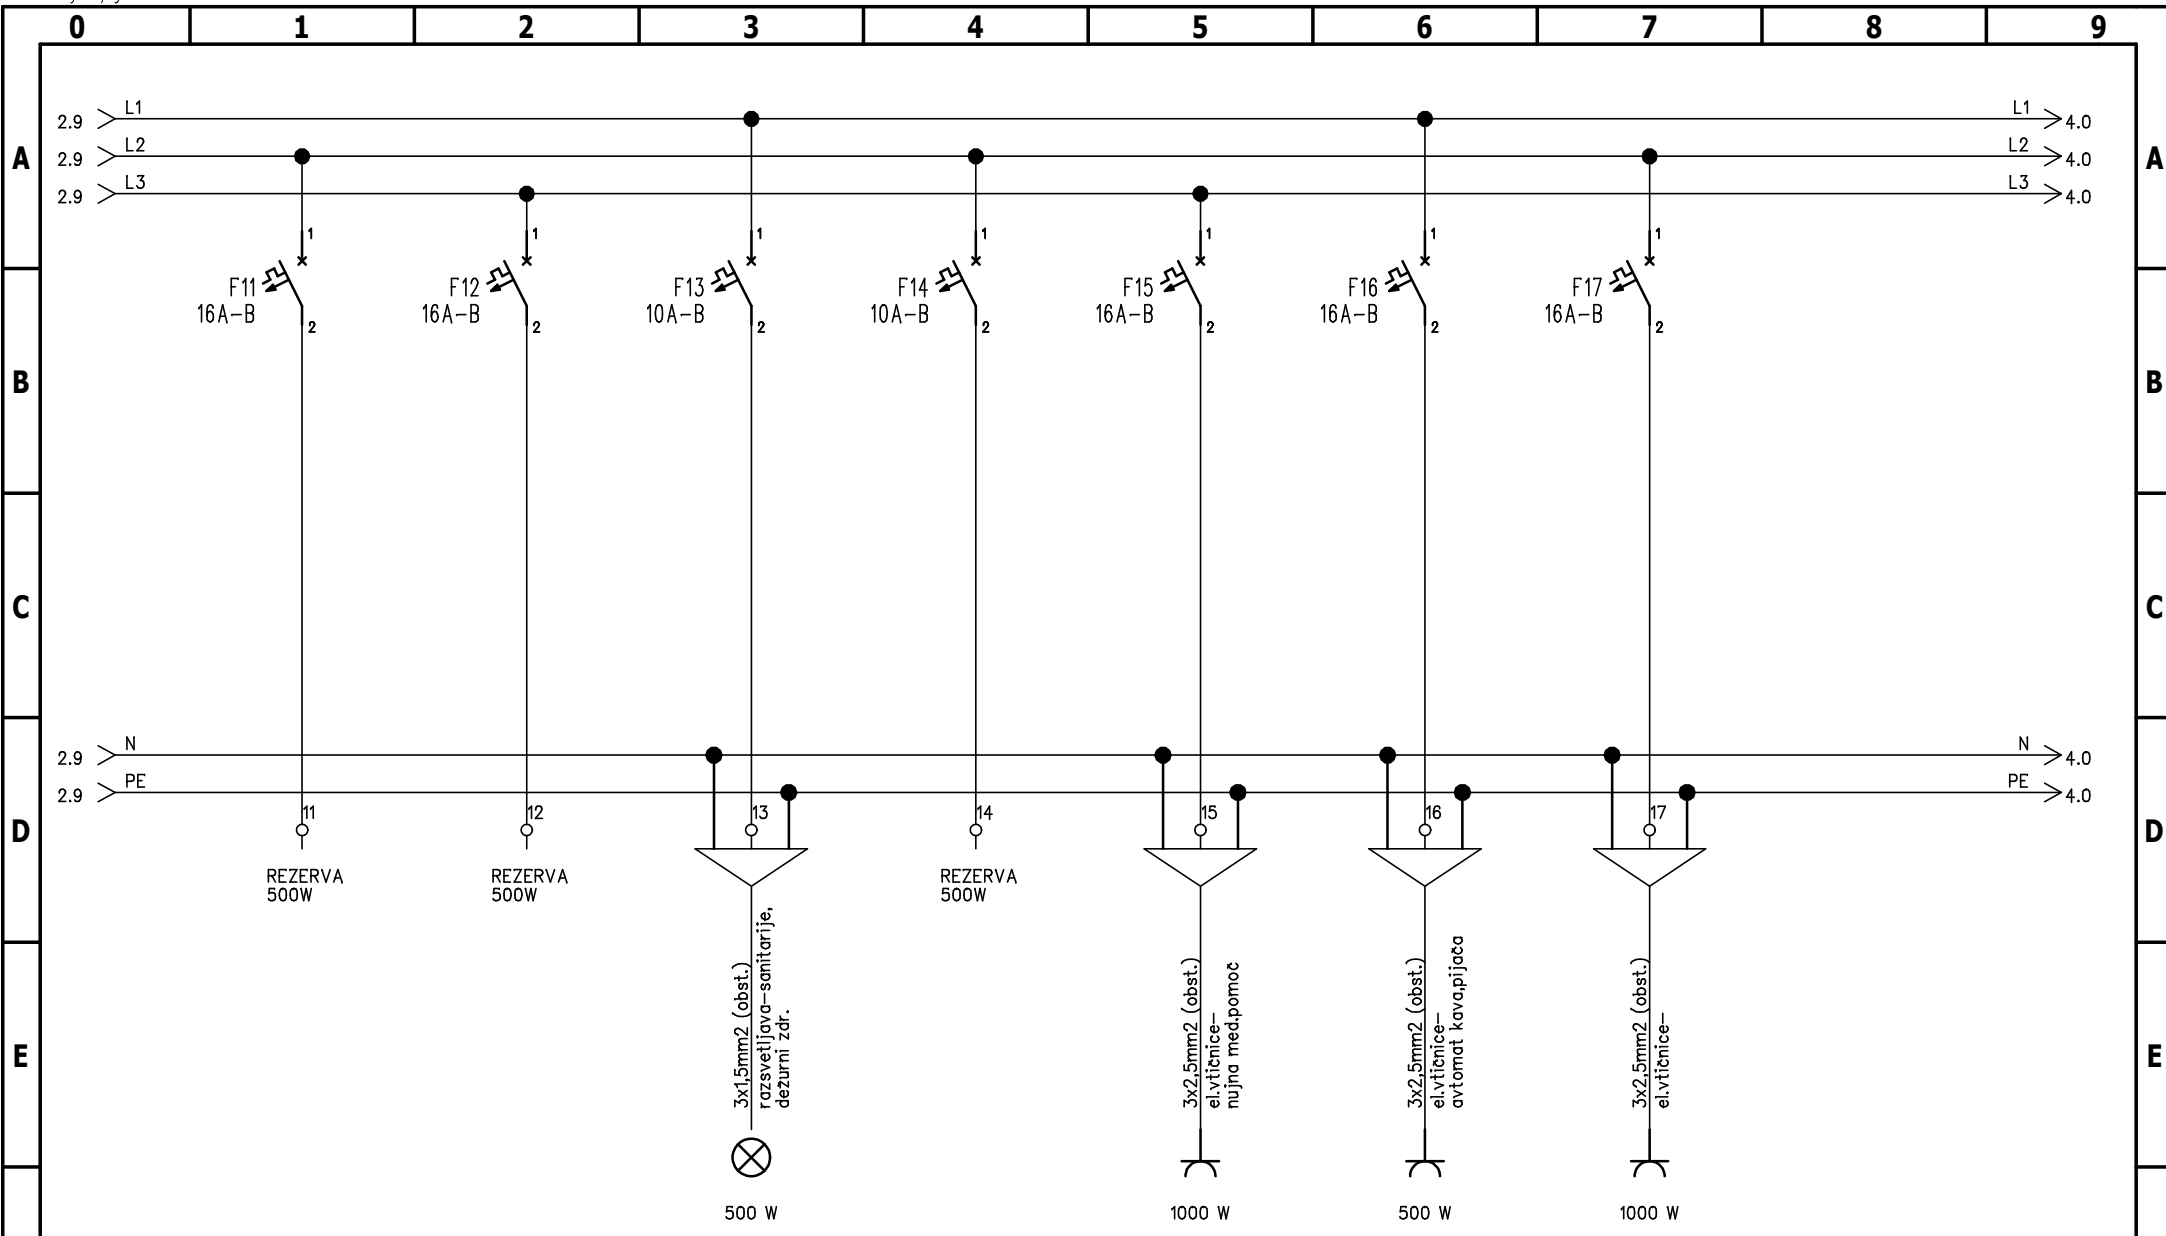 0 1 2 3 4 5 6 7 8 9
L1 L1
2.9 4.0
L2 L2
A 2.9 4.0 A
L3 L3
2.9 4.0
1 1 1 1 1 1 1
F11 F12 F13 F14 F15 F16 F17
16A-B 16A-B 10A-B 10A-B 16A-B 16A-B 16A-B
2 2 2 2 2 2 2
B B
C C
N N
2.9 4.0
PE PE
2.9 4.0
11 12 13 14 15 16 17
D D
REZERVA REZERVA REZERVA
500W 500W 500W
3x1,5mm2 (obst.)
razsvetljava-sanitarije,
dežurni zdr.
3x2,5mm2 (obst.)
el.vtičnice-
nujna med.pomoč
3x2,5mm2 (obst.)
el.vtičnice-
avtomat kava,pijača
3x2,5mm2 (obst.)
el.vtičnice-
E E
500 W 1000 W 500 W 1000 W